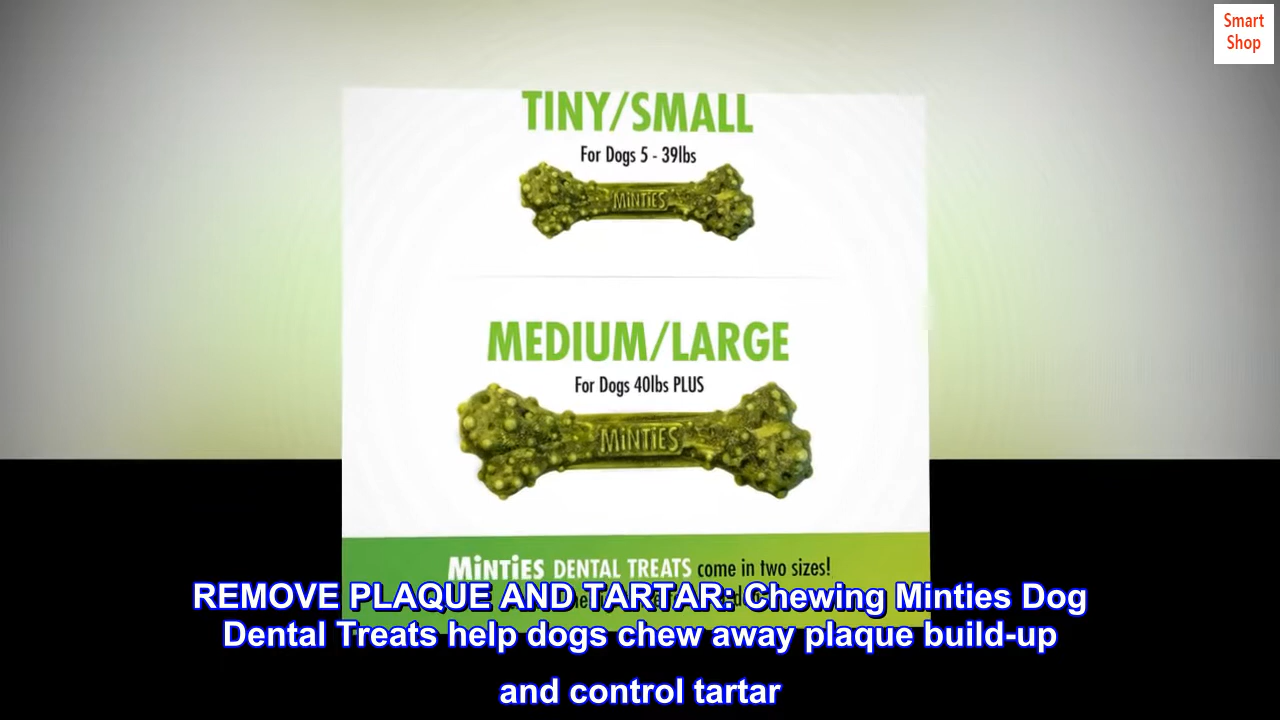 Smart
Shop
TINY/SMALL
For Dogs 5 - 39lbs
MiNTiES
MEDIUM/LARGE
For Dogs 40lbs PLUS
MiNTiES
MiNTiES DENTAL TREATS come in two sizes!
REMOVE PLAQUE AND TARTAR: Chewing Minties Dog
Dental Treats help dogs chew away plaque build-up
and control tartar